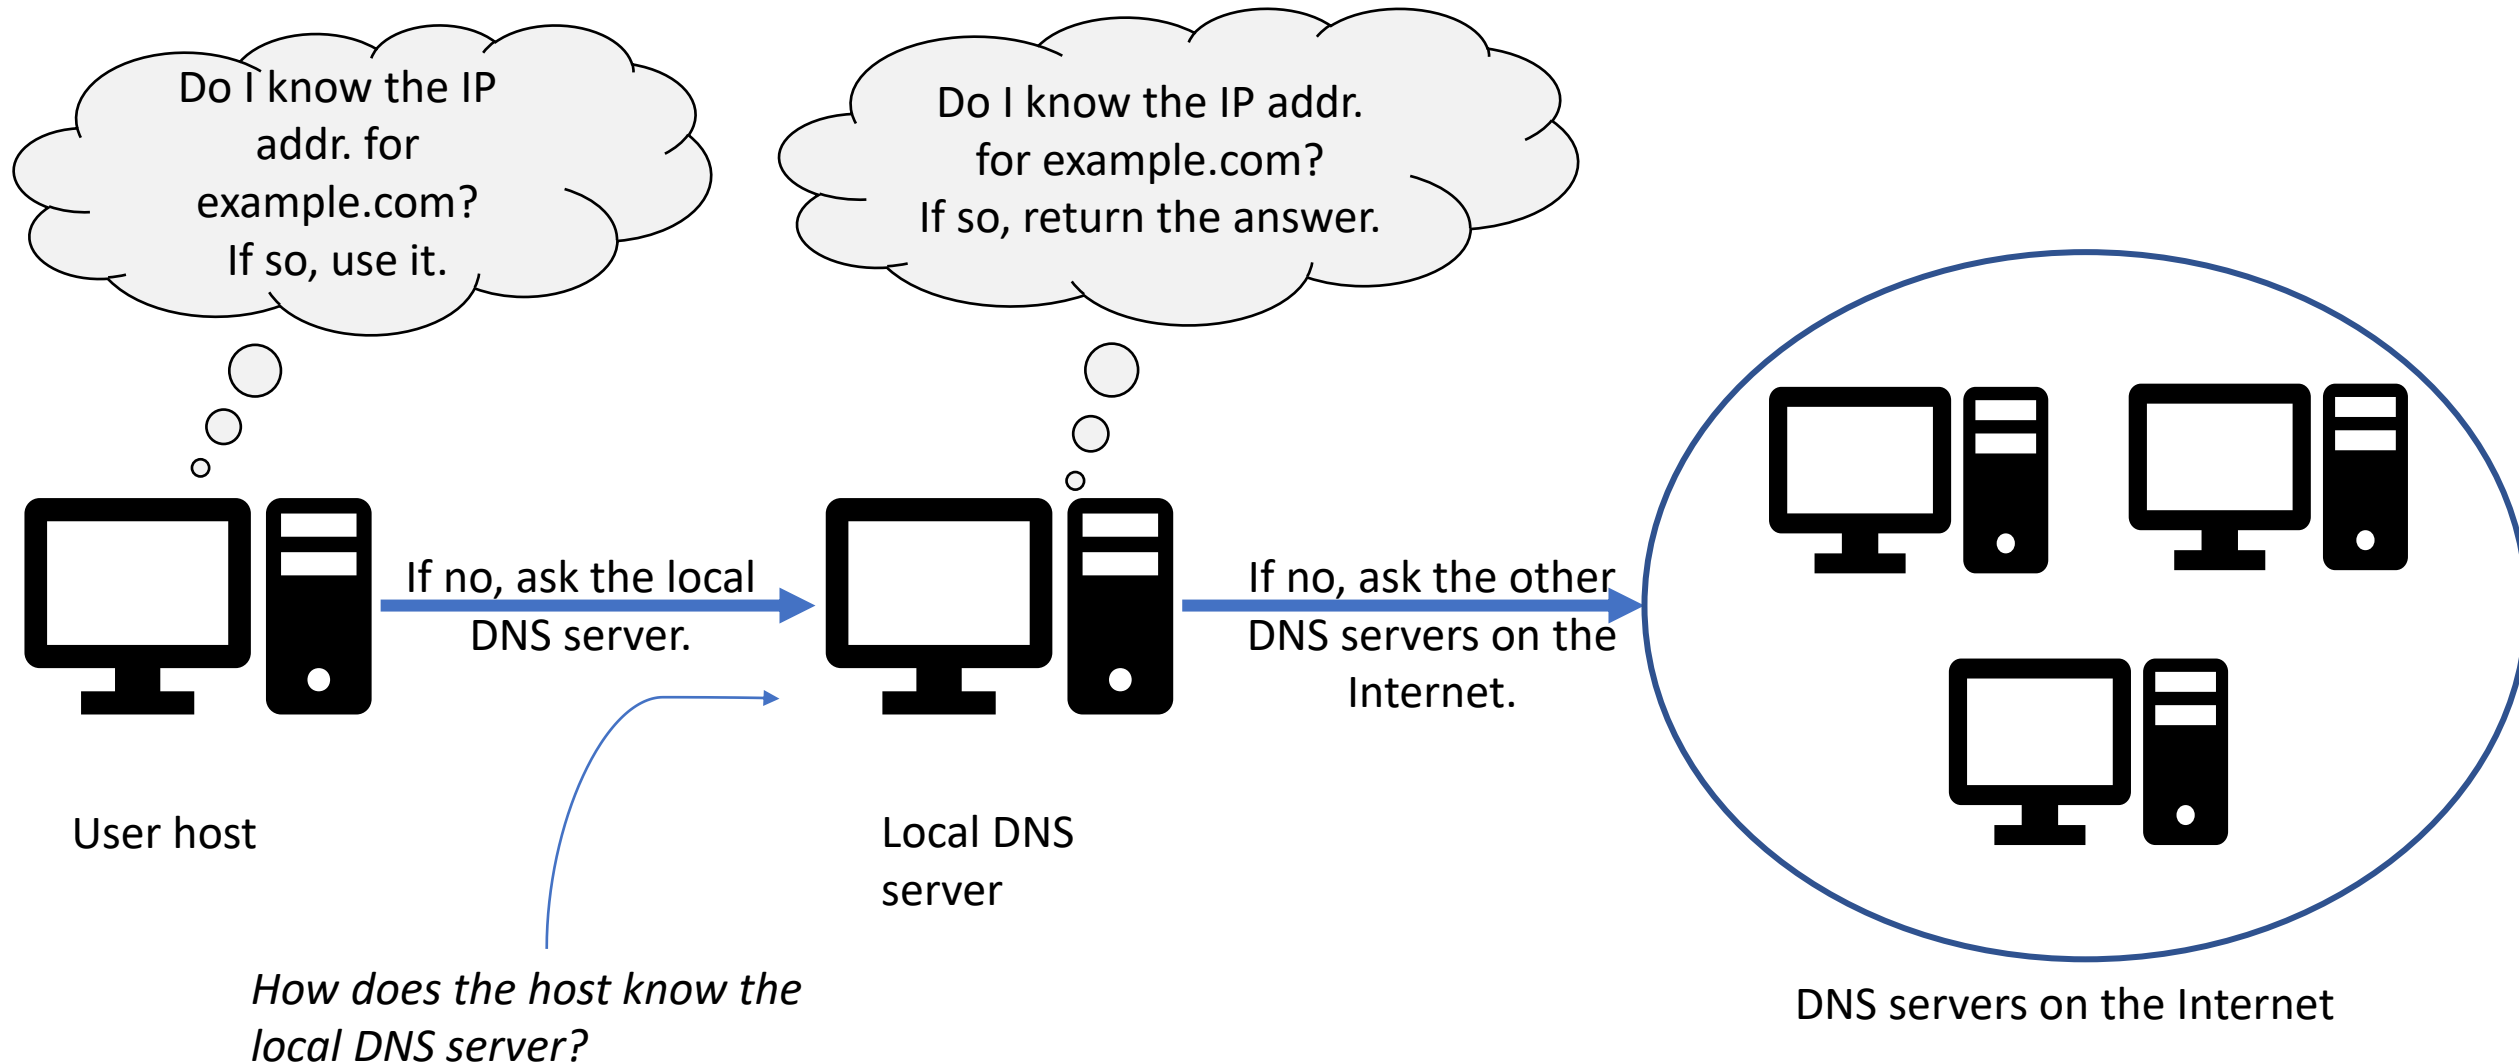 Do I know the IP
addr. for
example.com?
If so, use it.
Do I know the IP addr.
for example.com?
If so, return the answer.
If no, ask the local
DNS server.
If no, ask the other
DNS servers on the
Internet.
User host
Local DNS
server
How does the host know the
local DNS server?
DNS servers on the Internet